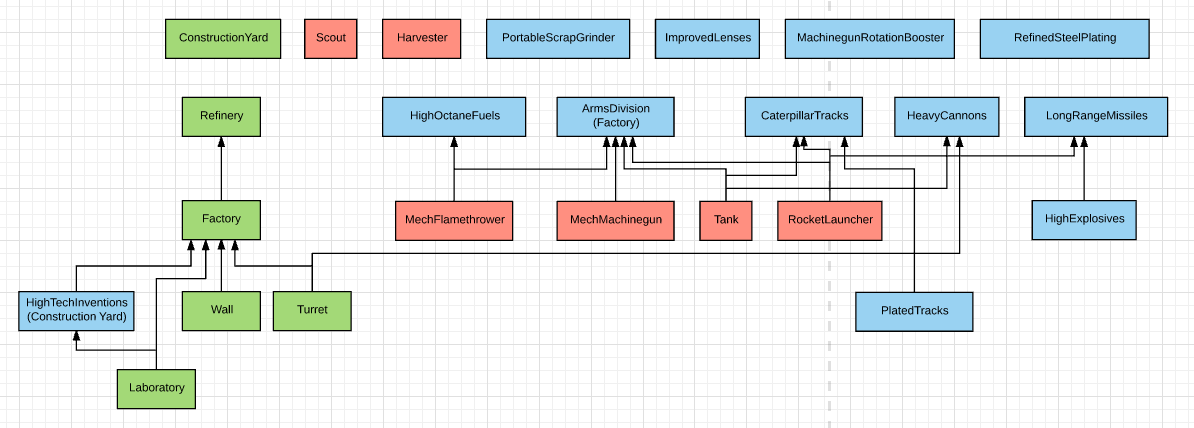 ConstructionYard
Scout
Harvester
PortableScrapGrinder
ImprovedLenses
MachinegunRotationBooster
RefinedSteelPlating
Refinery
HighOctaneFuels
ArmsDivision
(Factory)
CaterpillarTracks
HeavyCannons
LongRangeMissiles
Factory
MechFlamethrower
MechMachinegun
Tank
RocketLauncher
HighExplosives
HighTechInventions
(Construction Yard)
Wall
Turret
PlatedTracks
Laboratory